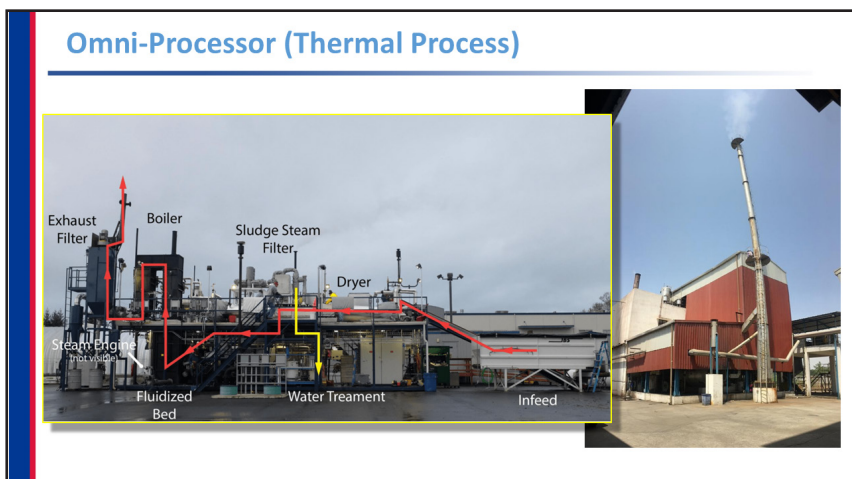 Omni-Processor (Thermal Process)
Exhaust
Filter
Boiler
Sludge Steam
Filter
Dryer
Steam Engine
(not visible)
Fluidized
Bed
Water Treament
Infeed